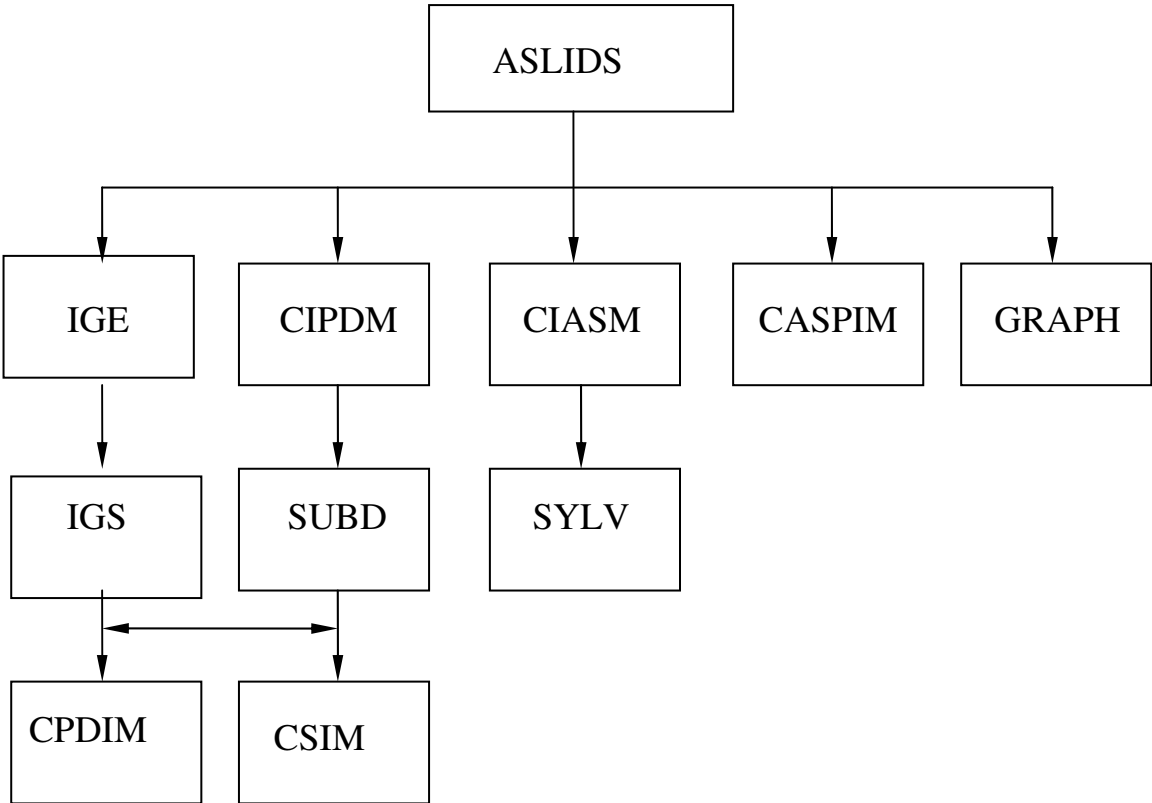 ASLIDS
IGE
CIPDM
CIASM
CASPIM
GRAPH
IGS
SUBD
SYLV
CPDIM
CSIM